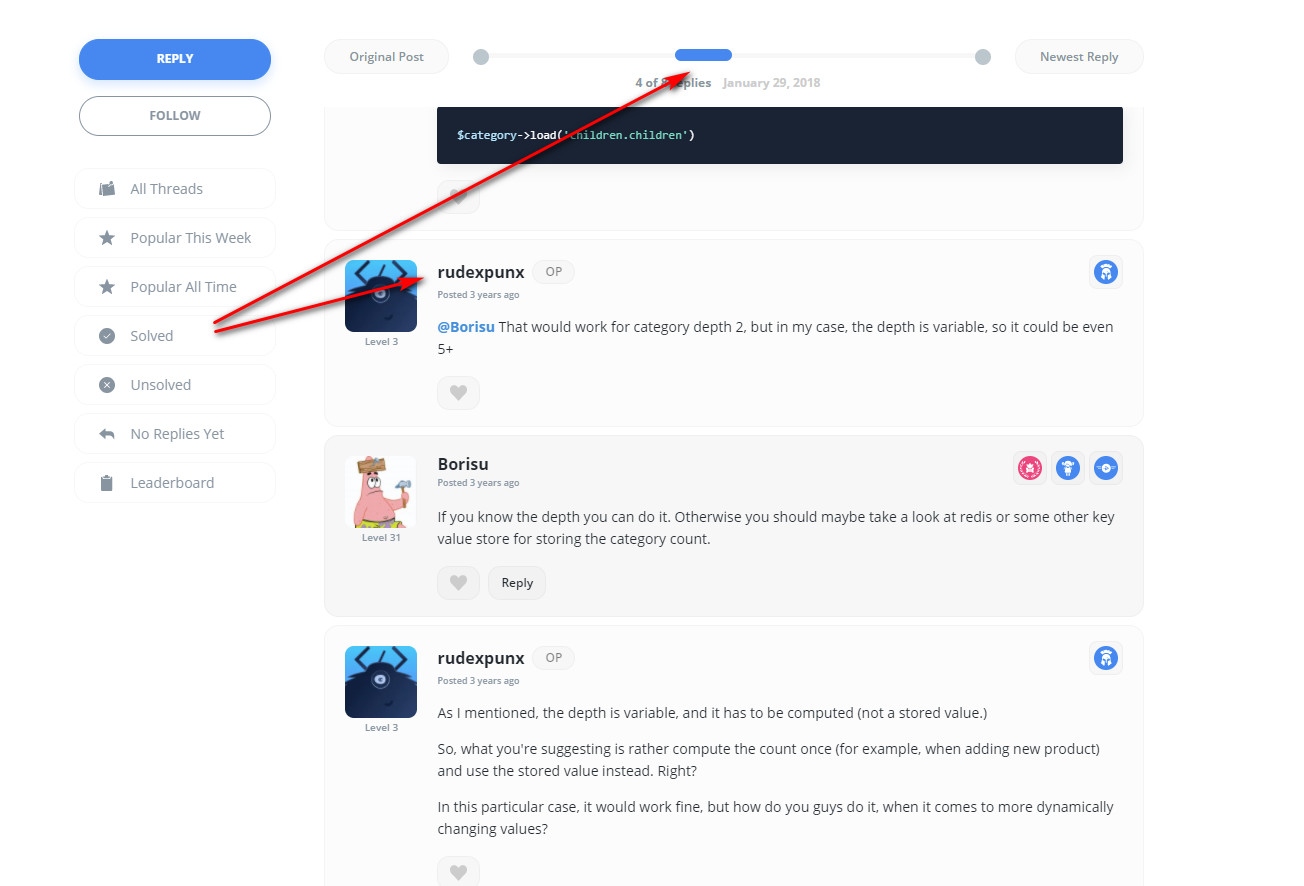 REPLY
FOLLOW
All Threads
Popular This Week
Popular All Time
Solved
Unsolved
No Replies Yet
Leaderboard
Original Post
Newest Reply
4 of 8 replies January 29, 2018
$category->load('children.children')
rudexpunx OP
Posted 3 years ago
Level 3
@Borisu That would work for category depth 2, but in my case, the depth is variable, so it could be even
5+
Borisu
Posted 3 years ago
Level 31
If you know the depth you can do it. Otherwise you should maybe take a look at redis or some other key
value store for storing the category count.
Reply
rudexpunx OP
Posted 3 years ago
Level 3
As I mentioned, the depth is variable, and it has to be computed (not a stored value.)
So, what you're suggesting is rather compute the count once (for example, when adding new product)
and use the stored value instead. Right?
In this particular case, it would work fine, but how do you guys do it, when it comes to more dynamically
changing values?